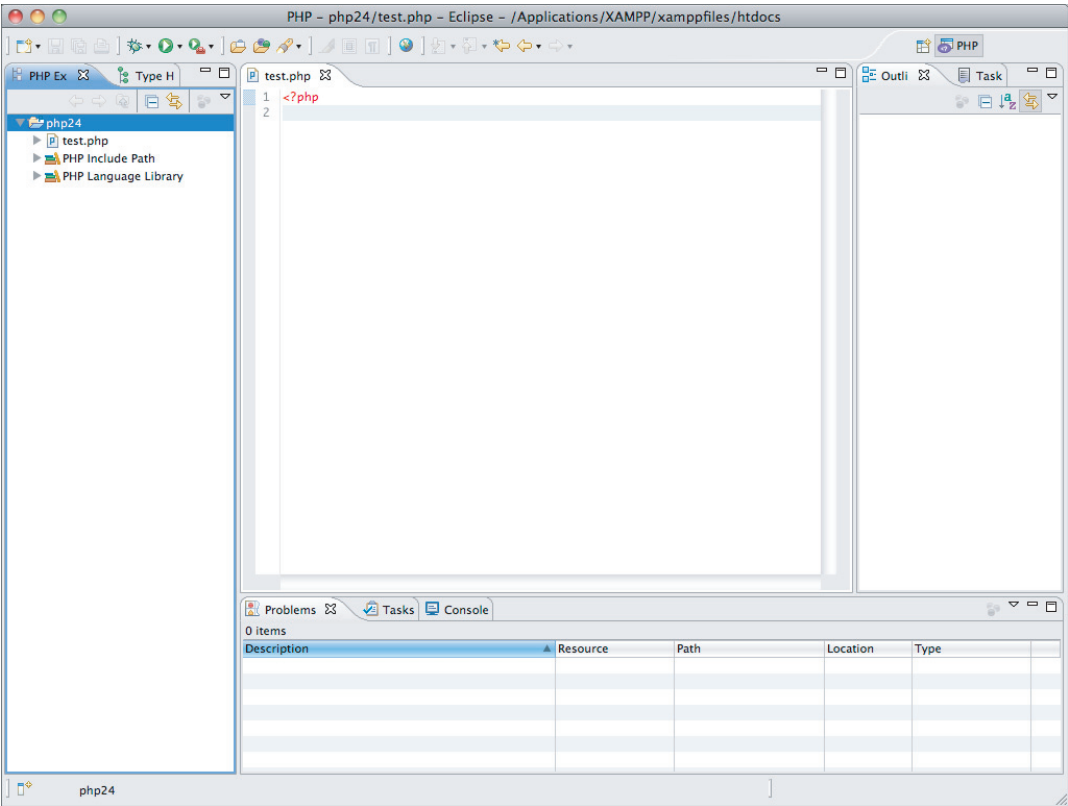 PHP – php24/test.php – Eclipse – /Applications/XAMPP/xamppfiles/htdocs
PHP
PHP Ex
Type H
php24
test.php
PHP Include Path
PHP Language Library
test.php
1 <?php
2
Outli
Task
Problems
Tasks
Console
0 items
Description Resource Path Location Type
php24